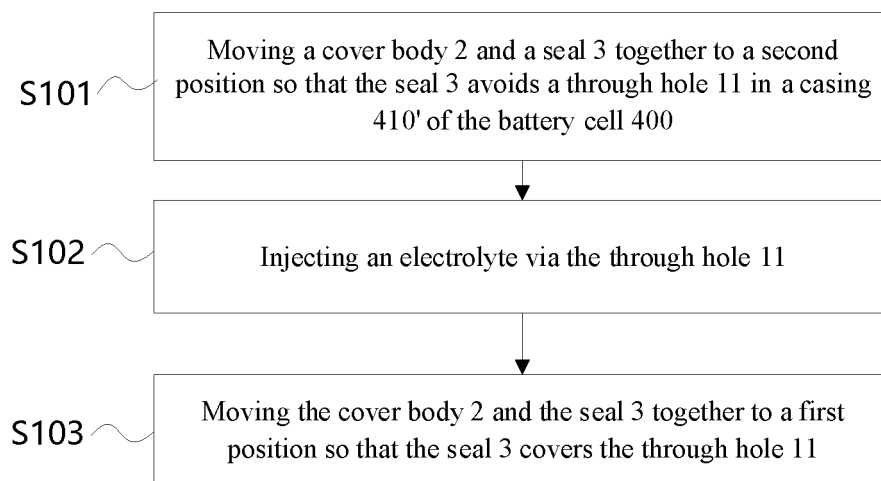 S101
Moving a cover body 2 and a seal 3 together to a second
position so that the seal 3 avoids a through hole 11 in a casing
410' of the battery cell 400
S102
Injecting an electrolyte via the through hole 11
S103
Moving the cover body 2 and the seal 3 together to a first
position so that the seal 3 covers the through hole 11